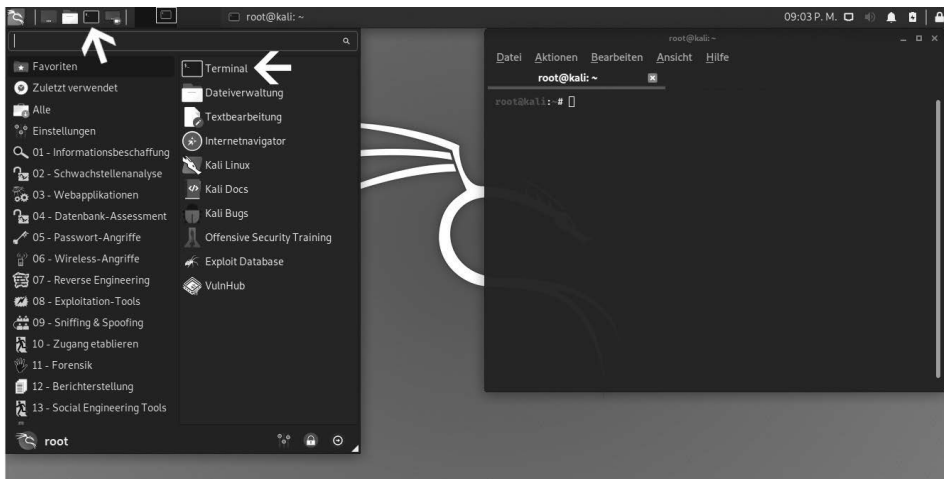 root@kali: ~
09:03 P. M.
Favoriten
Zuletzt verwendet
Alle
Einstellungen
01 - Informationsbeschaffung
02 - Schwachstellenanalyse
03 - Webapplikationen
04 - Datenbank-Assessment
05 - Passwort-Angriffe
06 - Wireless-Angriffe
07 - Reverse Engineering
08 - Exploitation-Tools
09 - Sniffing & Spoofing
10 - Zugang etablieren
11 - Forensik
12 - Berichterstellung
13 - Social Engineering Tools
root
Terminal
Dateiverwaltung
Textbearbeitung
Internetnavigator
Kali Linux
Kali Docs
Kali Bugs
Offensive Security Training
Exploit Database
VulnHub
root@kali: ~
Datei Aktionen Bearbeiten Ansicht Hilfe
root@kali: ~
root@kali:~#